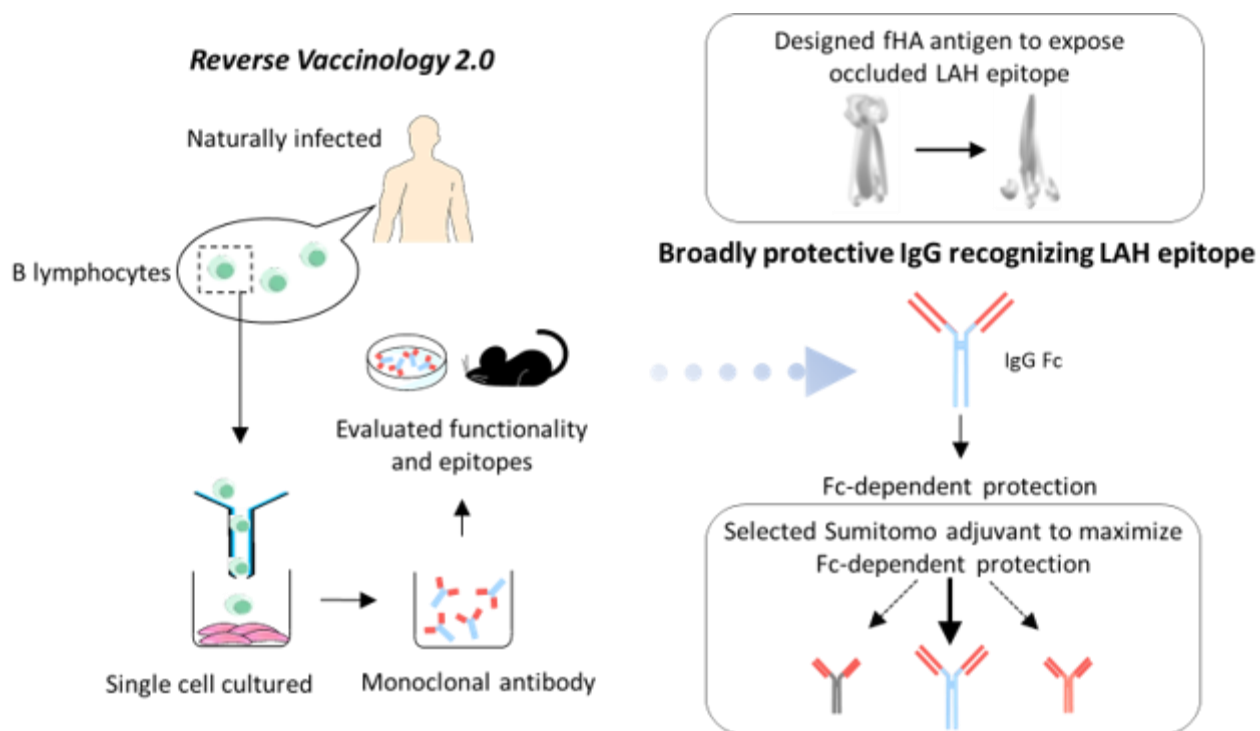 Reverse Vaccinology 2.0
Naturally infected
B lymphocytes
Evaluated functionality
and epitopes
Single cell cultured
Monoclonal antibody
Designed fHA antigen to expose
occluded LAH epitope
Broadly protective IgG recognizing LAH epitope
IgG Fc
Fc-dependent protection
Selected Sumitomo adjuvant to maximize
Fc-dependent protection